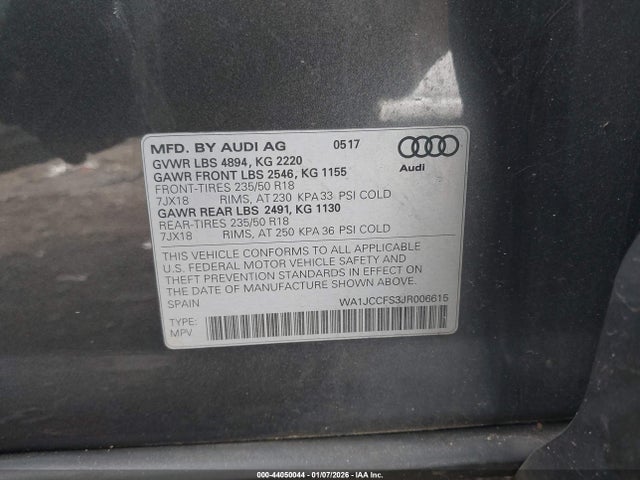 MFD. BY AUDI AG 0517
GVWR LBS 4894, KG 2220
GAWR FRONT LBS 2546, KG 1155
FRONT-TIRES 235/50 R18
7JX18 RIMS, AT 230 KPA 33 PSI COLD
GAWR REAR LBS 2491, KG 1130
REAR-TIRES 235/50 R18
7JX18 RIMS, AT 250 KPA 36 PSI COLD
Audi
THIS VEHICLE CONFORMS TO ALL APPLICABLE
U.S. FEDERAL MOTOR VEHICLE SAFETY AND
THEFT PREVENTION STANDARDS IN EFFECT ON
THE DATE OF MANUFACTURE SHOWN ABOVE.
SPAIN WA1JCCFS3JR006615
TYPE:
MPV
000-44050044 - 01/07/2026 - IAA Inc.